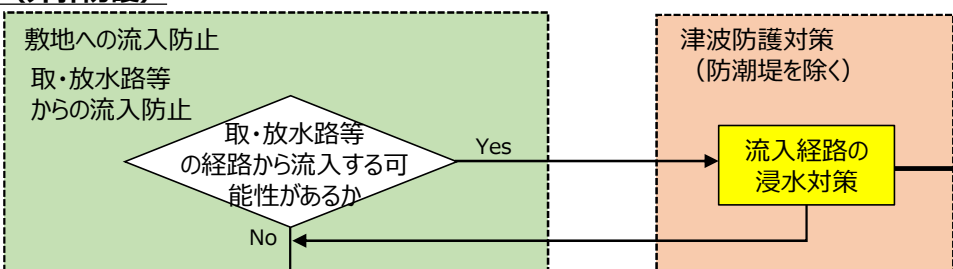 敷地への流入防止
取・放水路等
からの流入防止
取・放水路等
の経路から流入する可
能性があるか
Yes
No
津波防護対策
（防潮堤を除く）
流入経路の
浸水対策